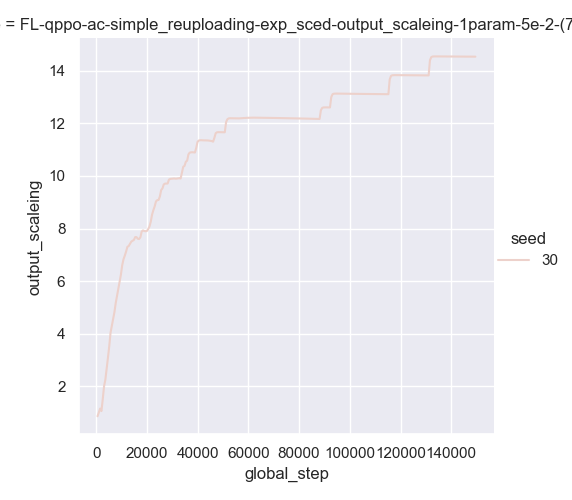 = FL-qppo-ac-simple_reuploading-exp_sced-output_scaleing-1param-5e-2-(7
14
12
10
8
6
4
2
output_scaleing
seed
30
0 20000 40000 60000 80000 100000 120000 140000
global_step